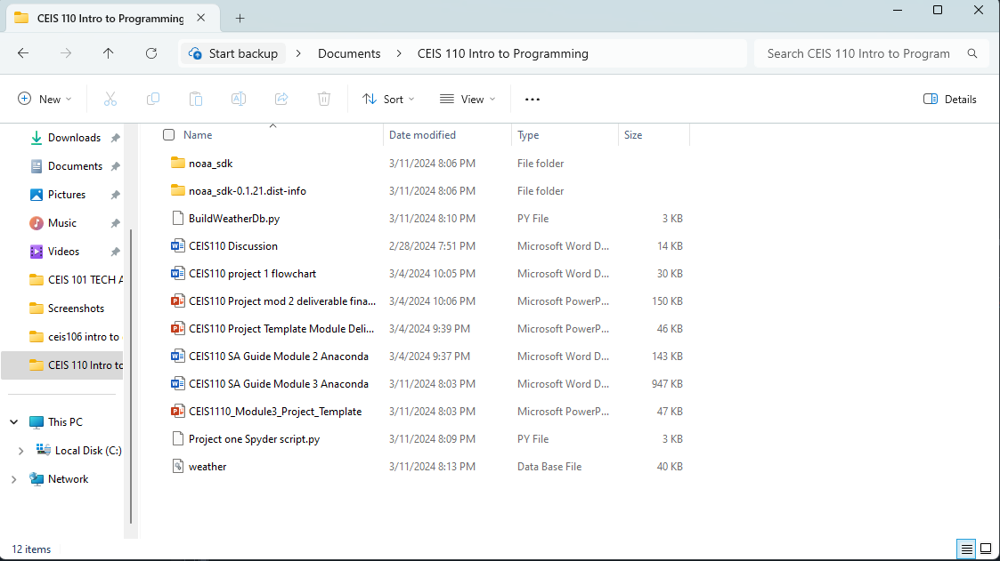 CEIS 110 Intro to Programming
Start backup > Documents > CEIS 110 Intro to Programming
Search CEIS 110 Intro to Program
New
Sort
View
Details
Name Date modified Type Size
Downloads
Documents
Pictures
Music
Videos
CEIS 101 TECH A
Screenshots
ceis106 intro to
CEIS 110 Intro to
This PC
Local Disk (C:)
Network
noaa_sdk 3/11/2024 8:06 PM File folder
noaa_sdk-0.1.21.dist-info 3/11/2024 8:06 PM File folder
BuildWeatherDb.py 3/11/2024 8:10 PM PY File 3 KB
CEIS110 Discussion 2/28/2024 7:51 PM Microsoft Word D... 14 KB
CEIS110 project 1 flowchart 3/4/2024 10:05 PM Microsoft Word D... 30 KB
CEIS110 Project mod 2 deliverable fina... 3/4/2024 10:06 PM Microsoft PowerP... 150 KB
CEIS110 Project Template Module Deli... 3/4/2024 9:39 PM Microsoft PowerP... 46 KB
CEIS110 SA Guide Module 2 Anaconda 3/4/2024 9:37 PM Microsoft Word D... 143 KB
CEIS110 SA Guide Module 3 Anaconda 3/11/2024 8:03 PM Microsoft Word D... 947 KB
CEIS1110_Module3_Project_Template 3/11/2024 8:03 PM Microsoft PowerP... 47 KB
Project one Spyder script.py 3/11/2024 8:09 PM PY File 3 KB
weather 3/11/2024 8:13 PM Data Base File 40 KB
12 items